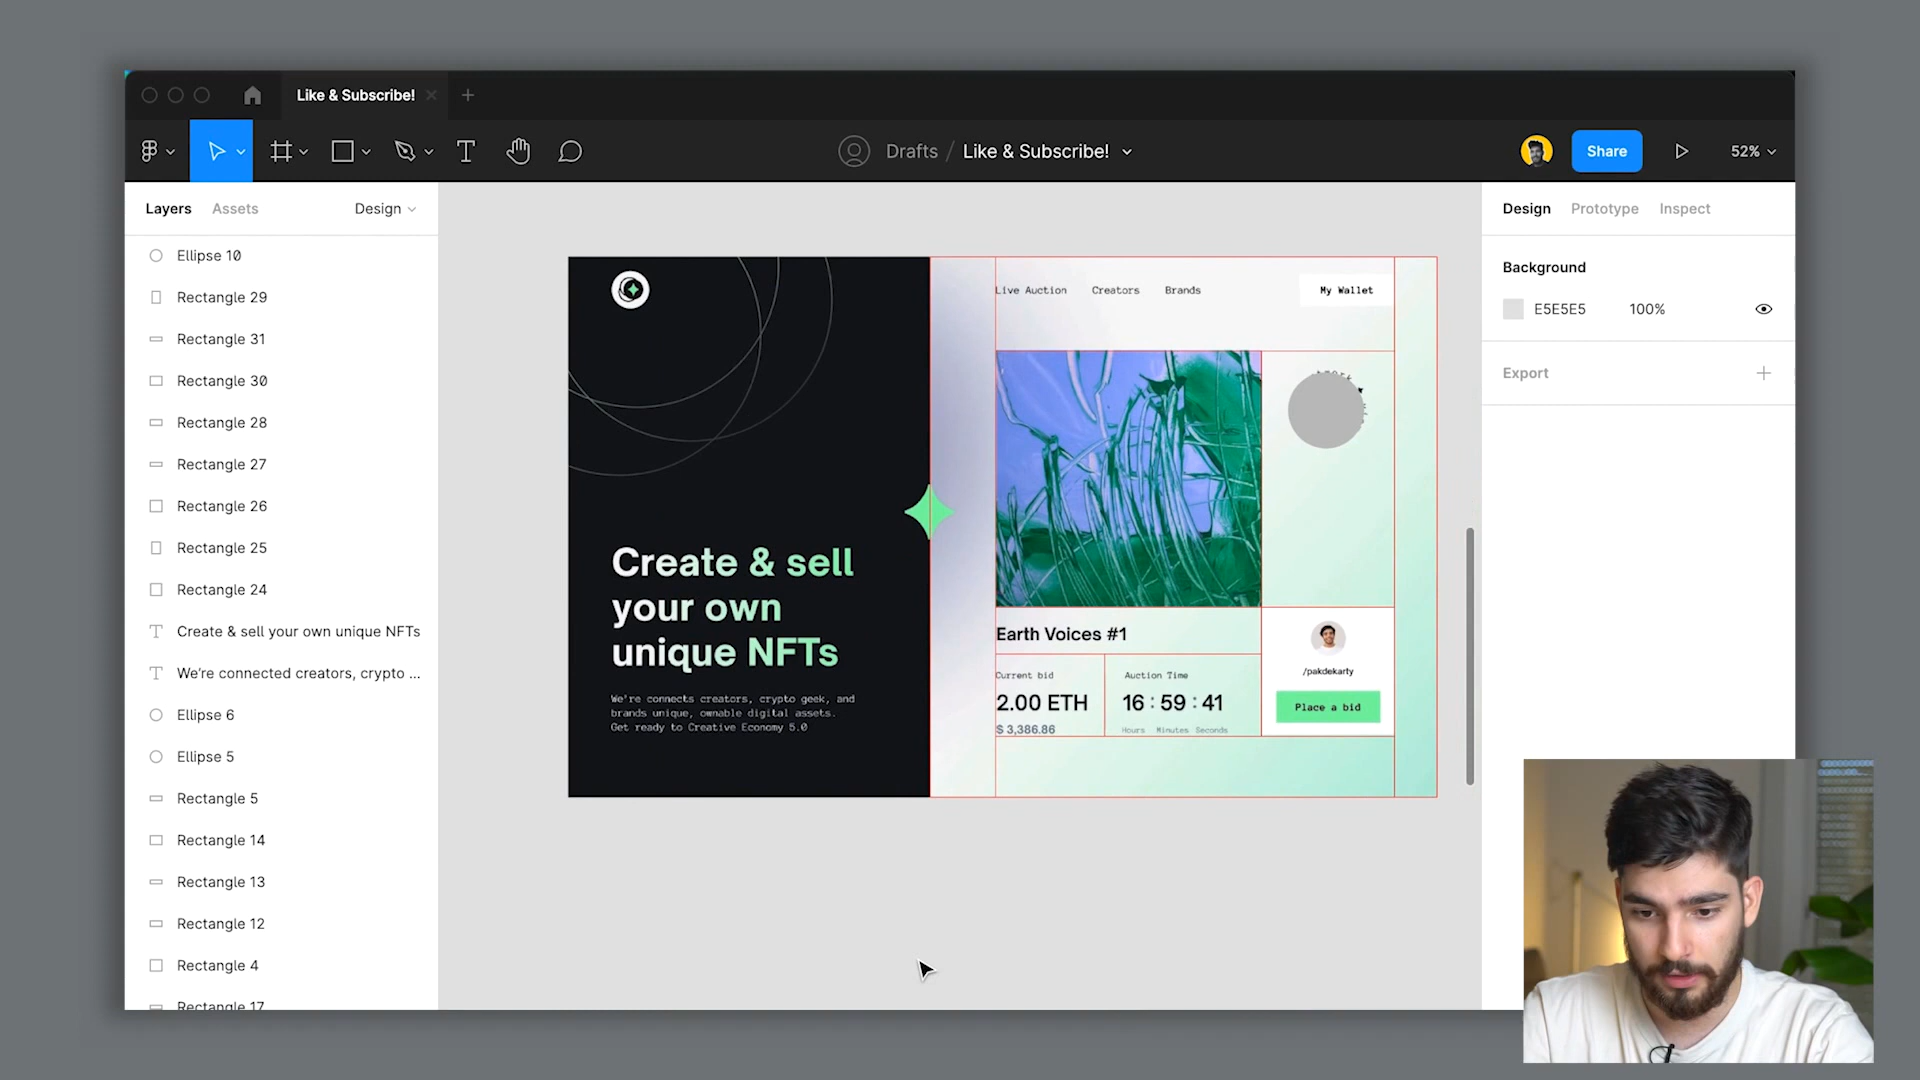 Like & Subscribe!
Drafts / Like & Subscribe!
Share
52%
Layers
Assets
Design
Ellipse 10
Rectangle 29
Rectangle 31
Rectangle 30
Rectangle 28
Rectangle 27
Rectangle 26
Rectangle 25
Rectangle 24
Create & sell your own unique NFTs
We're connected creators, crypto ...
Ellipse 6
Ellipse 5
Rectangle 5
Rectangle 14
Rectangle 13
Rectangle 12
Rectangle 4
Rectangle 17
Create & sell
your own
unique NFTs
We're connects creators, crypto geek, and
brands unique, ownable digital assets.
Get ready to Creative Economy 5.0
Live Auction
Creators
Brands
My Wallet
Earth Voices #1
Current bid
2.00 ETH
$ 3,386.86
Auction Time
16 : 59 : 41
Hours Minutes Seconds
/pakdekarty
Place a bid
Design
Prototype
Inspect
Background
E5E5E5
100%
Export